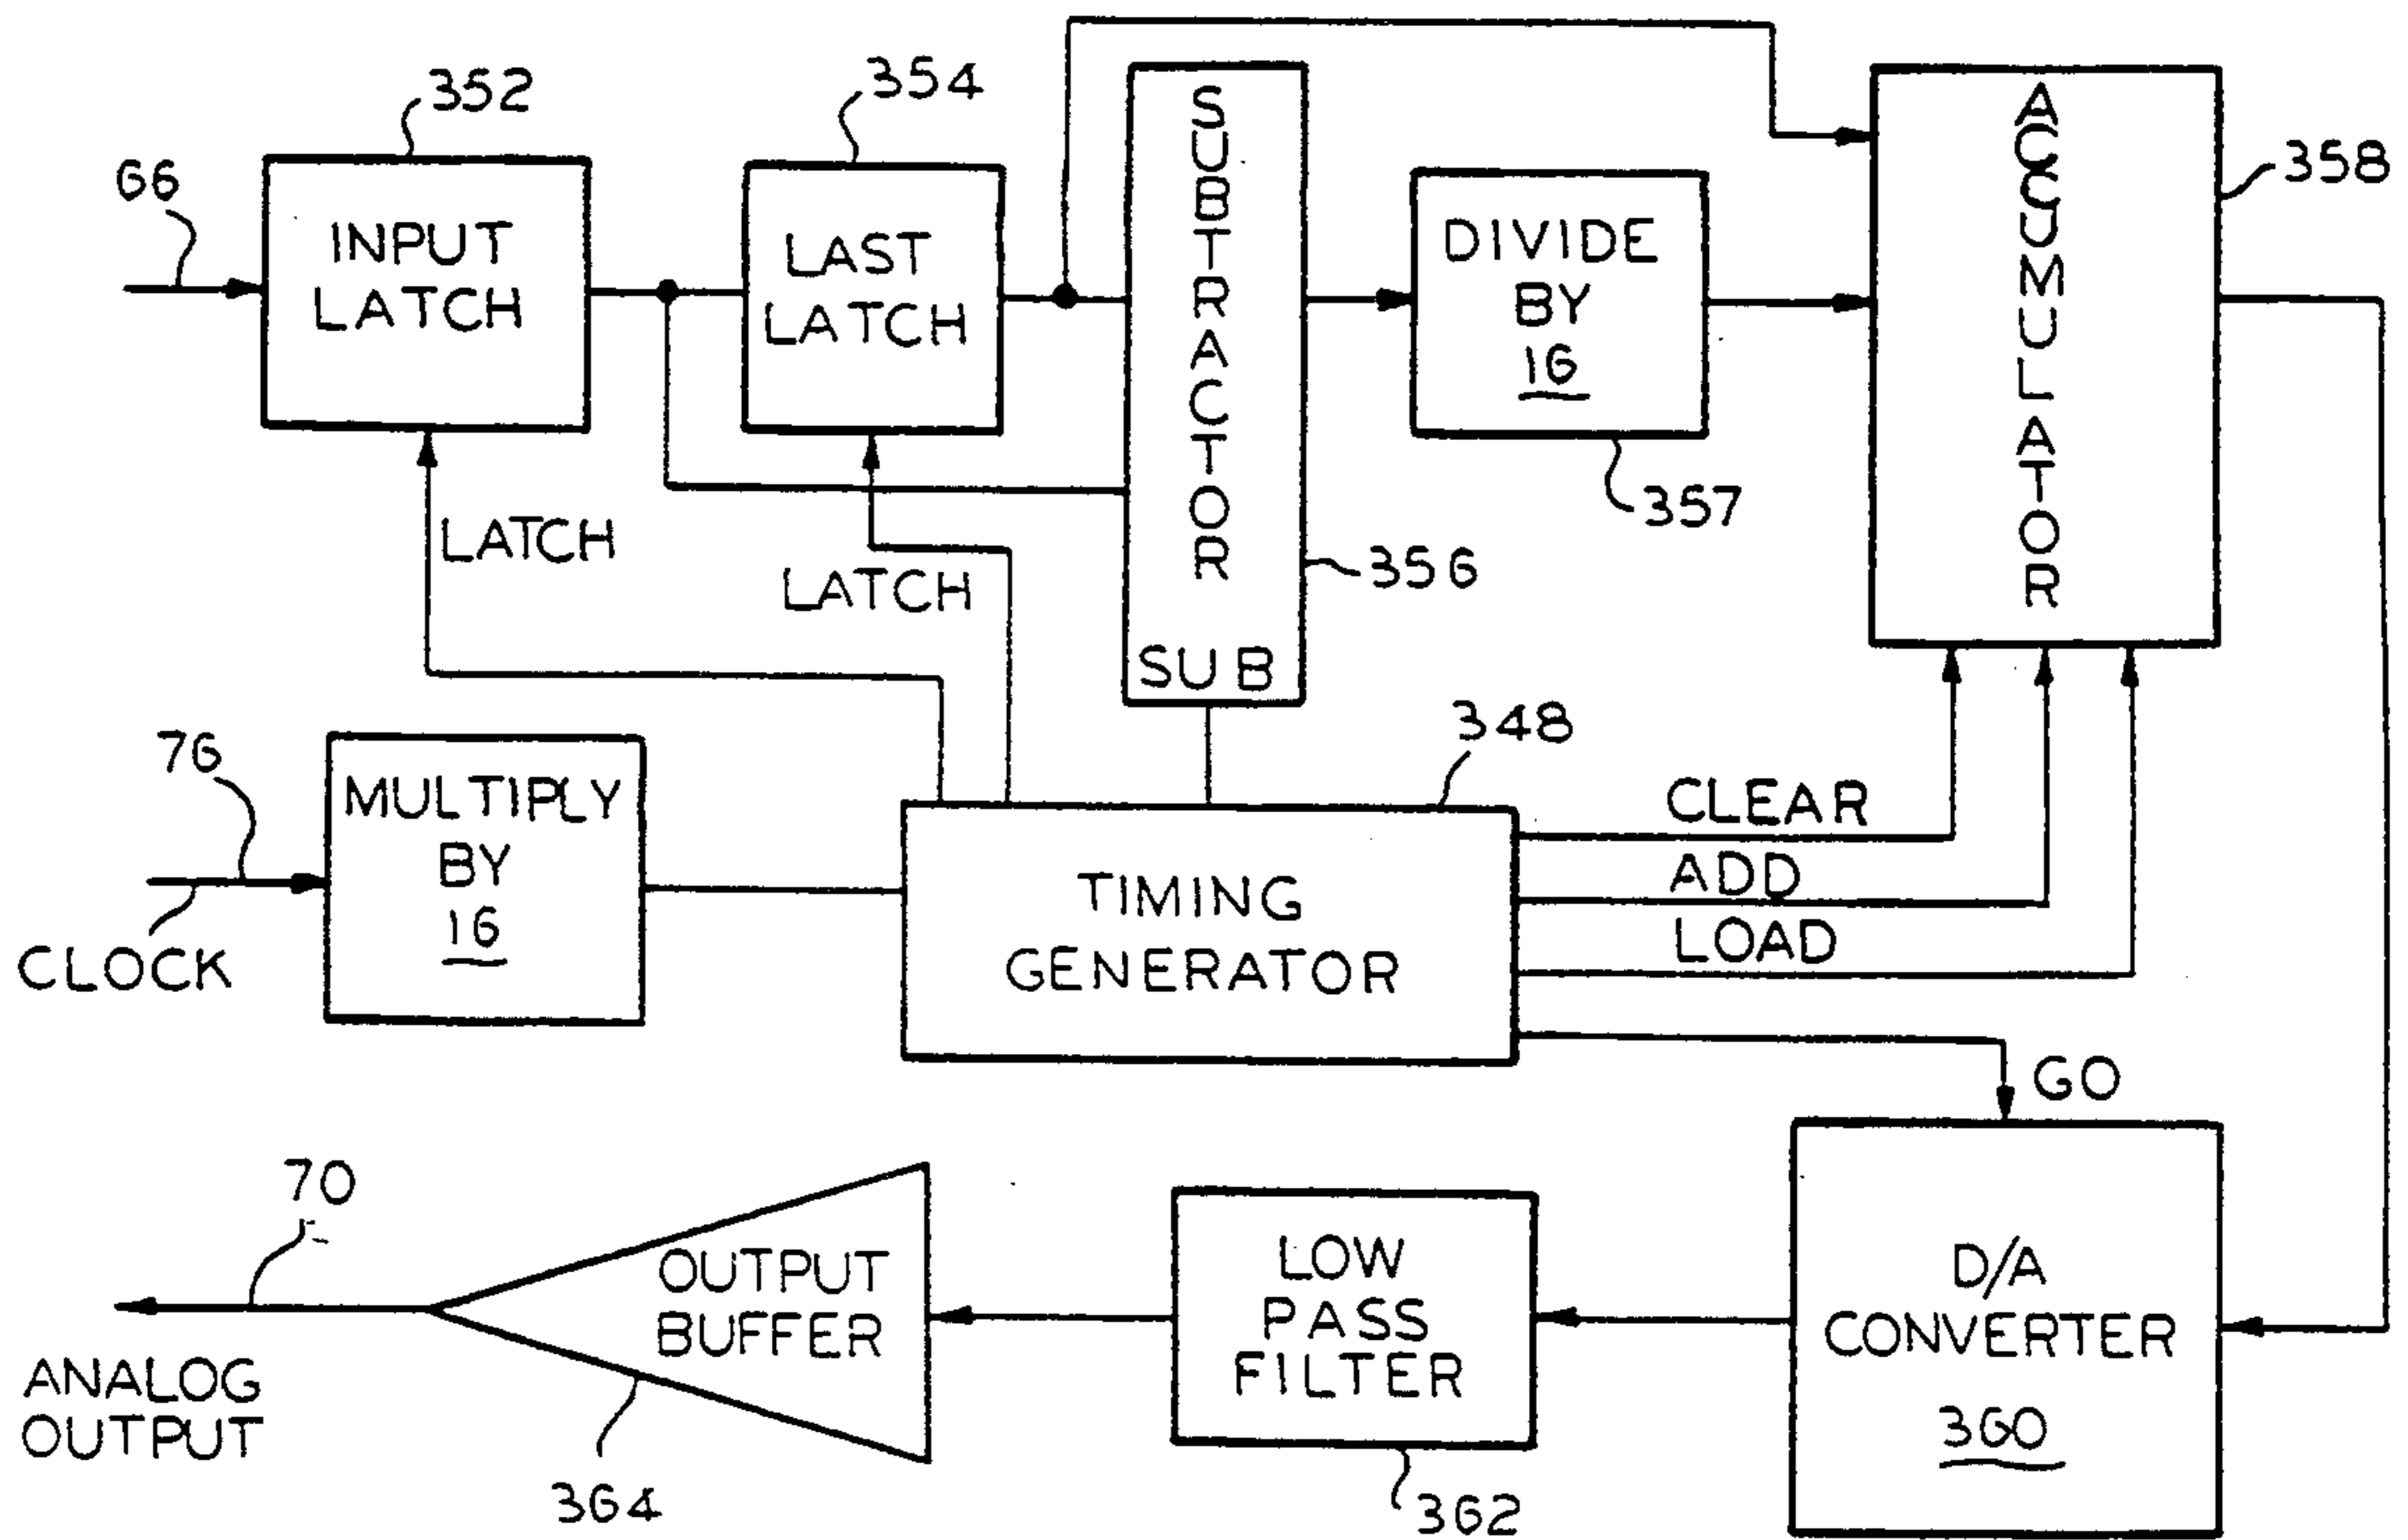 352
354
66
INPUT
LATCH
LAST
LATCH
SUBTRACTOR
SUB
DIVIDE
BY
16
ACCUMULATOR
358
357
356
LATCH
LATCH
76
MULTIPLY
BY
16
CLOCK
348
TIMING
GENERATOR
CLEAR
ADD
LOAD
GO
70
ANALOG
OUTPUT
OUTPUT
BUFFER
364
LOW
PASS
FILTER
362
D/A
CONVERTER
360